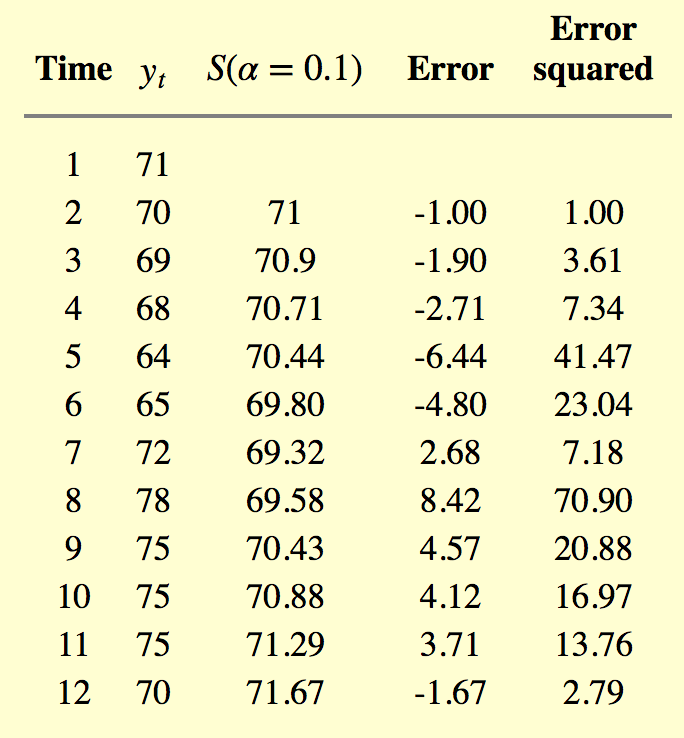 Error
Time yₜ S(α = 0.1) Error squared
1 71
2 70 71 -1.00 1.00
3 69 70.9 -1.90 3.61
4 68 70.71 -2.71 7.34
5 64 70.44 -6.44 41.47
6 65 69.80 -4.80 23.04
7 72 69.32 2.68 7.18
8 78 69.58 8.42 70.90
9 75 70.43 4.57 20.88
10 75 70.88 4.12 16.97
11 75 71.29 3.71 13.76
12 70 71.67 -1.67 2.79